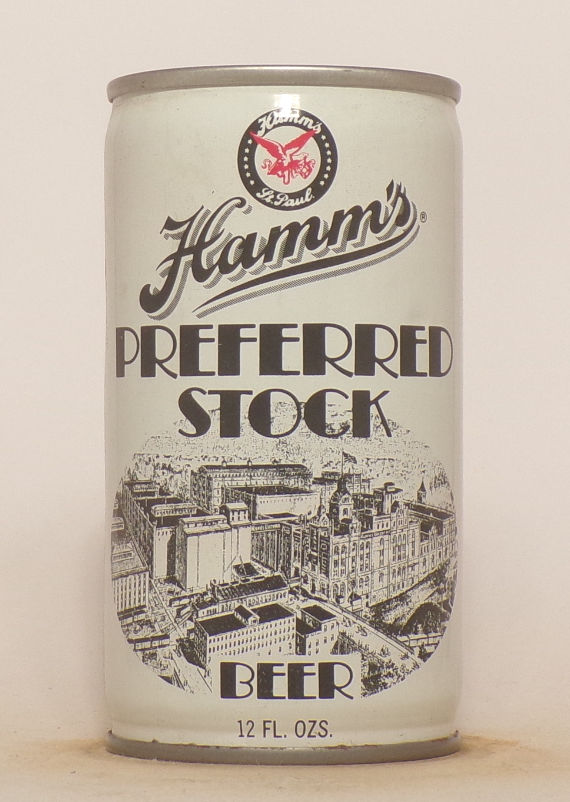 Hamm's
St. Paul.
Hamm's®
PREFERRED
STOCK
BEER
12 FL. OZS.